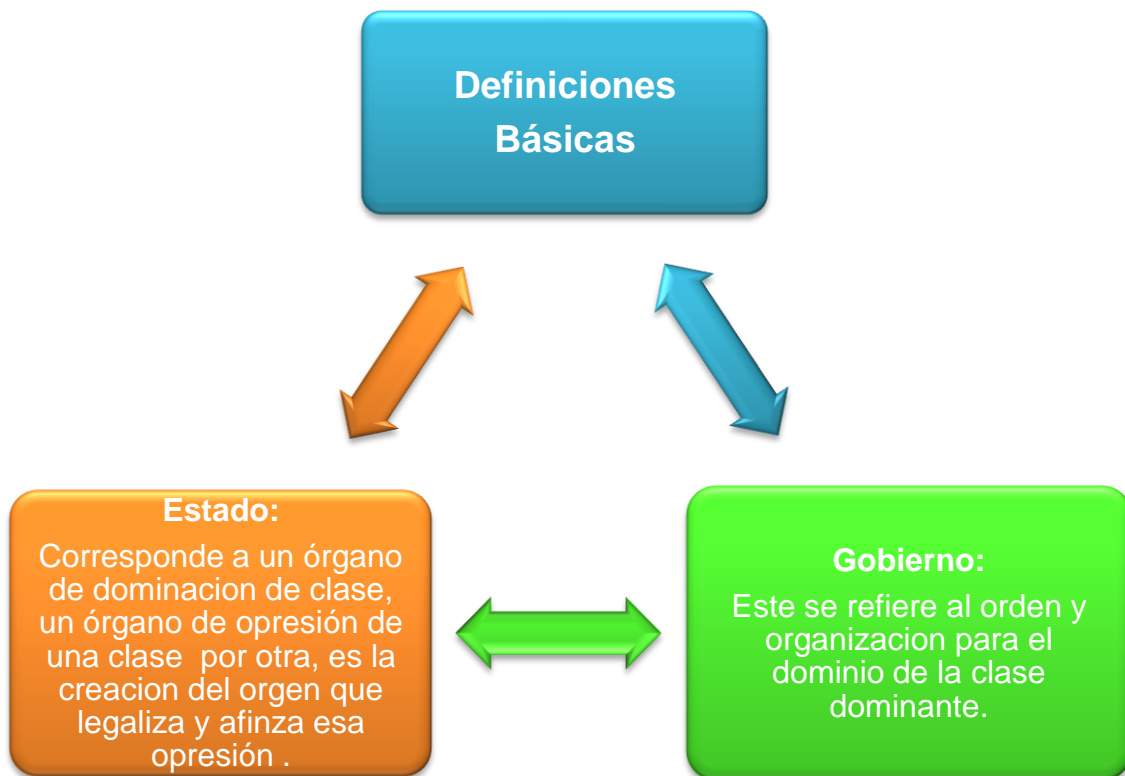 Definiciones
Básicas
Estado:
Corresponde a un órgano
de dominacion de clase,
un órgano de opresión de
una clase por otra, es la
creacion del orgen que
legaliza y afinza esa
opresión .
Gobierno:
Este se refiere al orden y
organizacion para el
dominio de la clase
dominante.